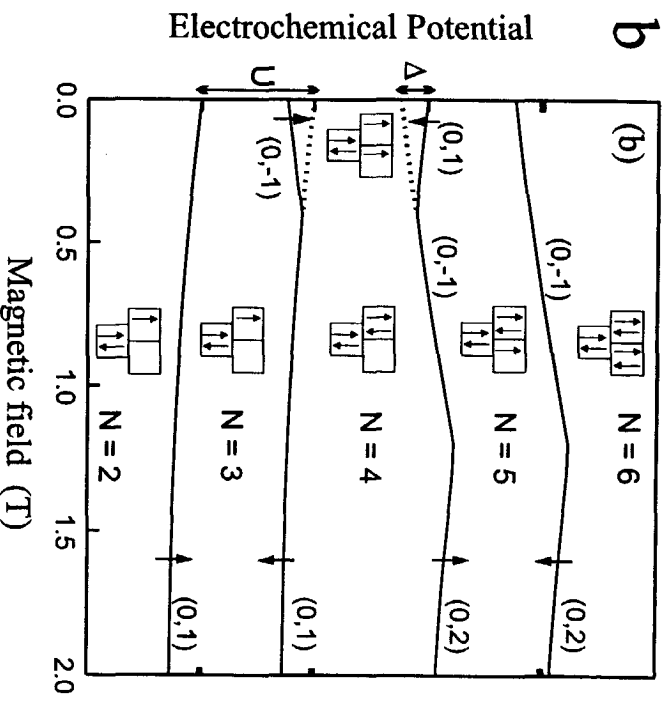 b
(b)
Electrochemical Potential
U
Δ
(0,-1)
(0,1)
(0,-1)
(0,-1)
N = 6
N = 5
N = 4
N = 3
N = 2
(0,2)
(0,2)
(0,1)
(0,1)
0.0
0.5
1.0
1.5
2.0
Magnetic field (T)